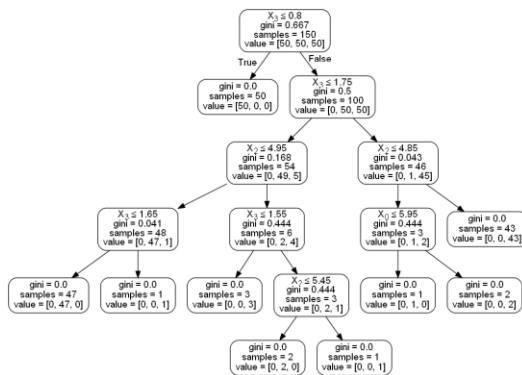 X3 ≤ 0.8
gini = 0.667
samples = 150
value = [50, 50, 50]
True
False
gini = 0.0
samples = 50
value = [50, 0, 0]
X3 ≤ 1.75
gini = 0.5
samples = 100
value = [0, 50, 50]
X2 ≤ 4.95
gini = 0.168
samples = 54
value = [0, 49, 5]
X2 ≤ 4.85
gini = 0.043
samples = 46
value = [0, 1, 45]
X3 ≤ 1.65
gini = 0.041
samples = 48
value = [0, 47, 1]
X3 ≤ 1.55
gini = 0.444
samples = 6
value = [0, 2, 4]
X0 ≤ 5.95
gini = 0.444
samples = 3
value = [0, 1, 2]
gini = 0.0
samples = 43
value = [0, 0, 43]
gini = 0.0
samples = 47
value = [0, 47, 0]
gini = 0.0
samples = 1
value = [0, 0, 1]
gini = 0.0
samples = 3
value = [0, 0, 3]
X2 ≤ 5.45
gini = 0.444
samples = 3
value = [0, 2, 1]
gini = 0.0
samples = 1
value = [0, 1, 0]
gini = 0.0
samples = 2
value = [0, 0, 2]
gini = 0.0
samples = 2
value = [0, 2, 0]
gini = 0.0
samples = 1
value = [0, 0, 1]